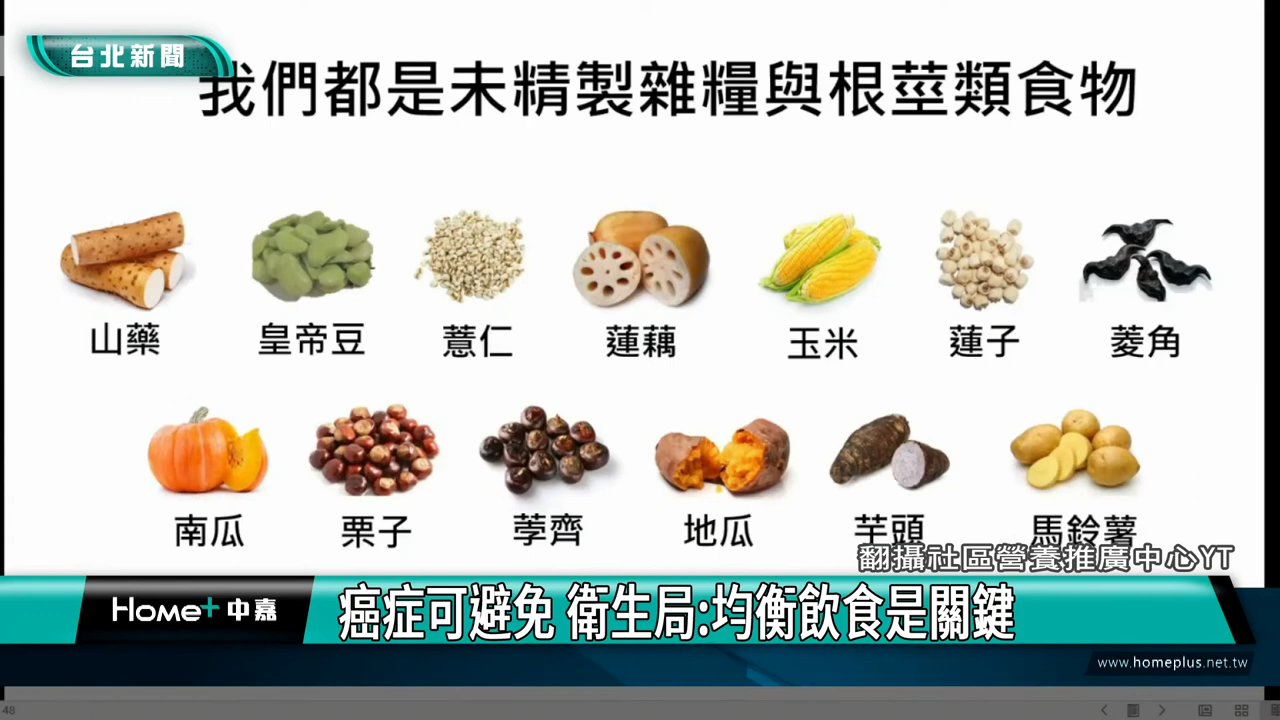 台北新聞
我們都是未精製雜糧與根莖類食物
山藥
皇帝豆
薏仁
蓮藕
玉米
蓮子
菱角
南瓜
栗子
荸齊
地瓜
芋頭
馬鈴薯
翻攝社區營養推廣中心YT
Home+中嘉
癌症可避免 衛生局:均衡飲食是關鍵
www.homeplus.net.tw
48